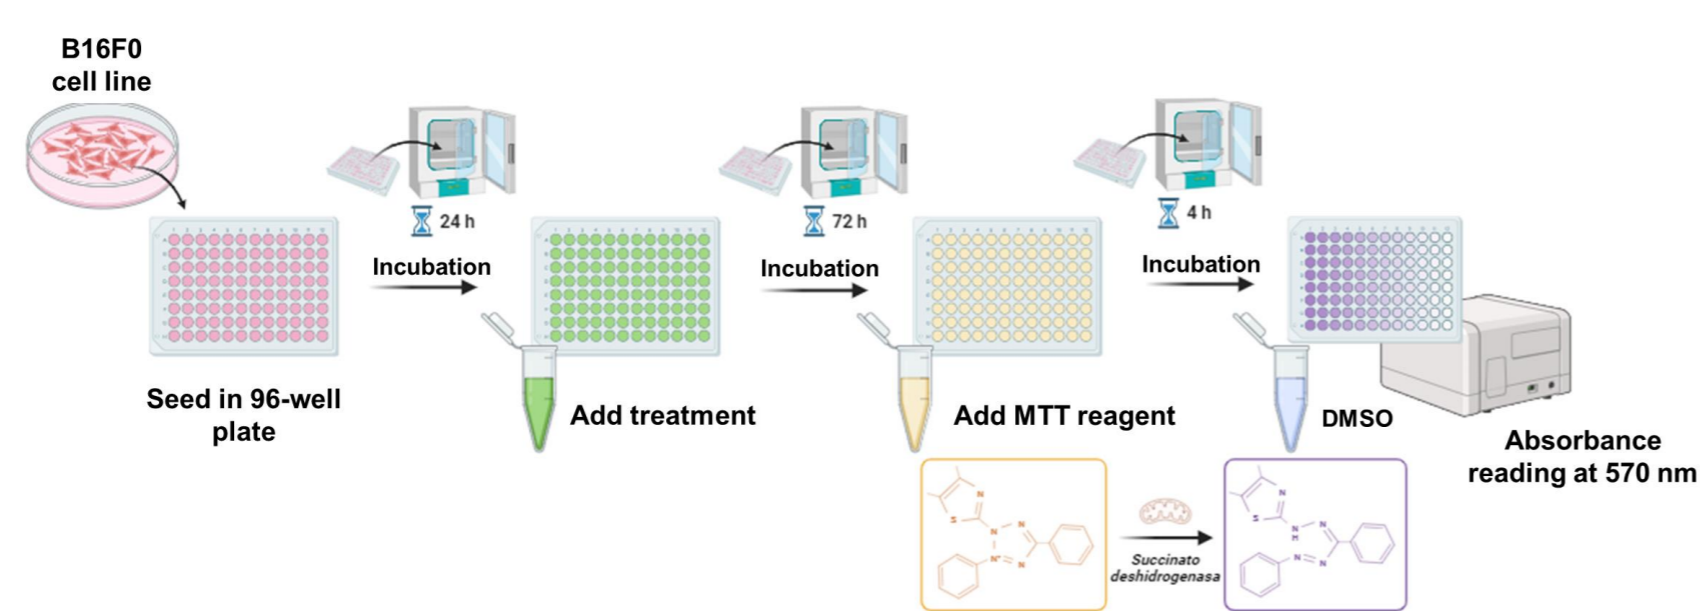 B16F0
cell line
24 h
72 h
4 h
Incubation
Incubation
Incubation
Seed in 96-well
plate
Add treatment
Add MTT reagent
DMSO
Absorbance
reading at 570 nm
N
S
N
N
N+
N
N
S
N
H
N
N
N
Succinato
deshidrogenasa